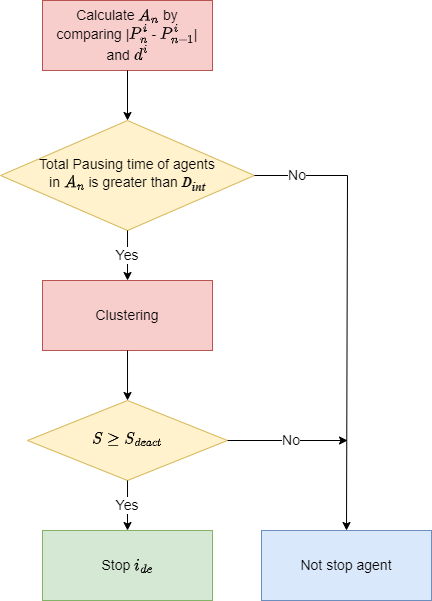 Calculate $A_n$ by
comparing $|P_n^i$ - $P_{n-1}^i|$
and $d^i$
Total Pausing time of agents
in $A_n$ is greater than $D_{int}$
No
Yes
Clustering
$S \geq S_{deact}$
No
Yes
Stop $i_{de}$
Not stop agent